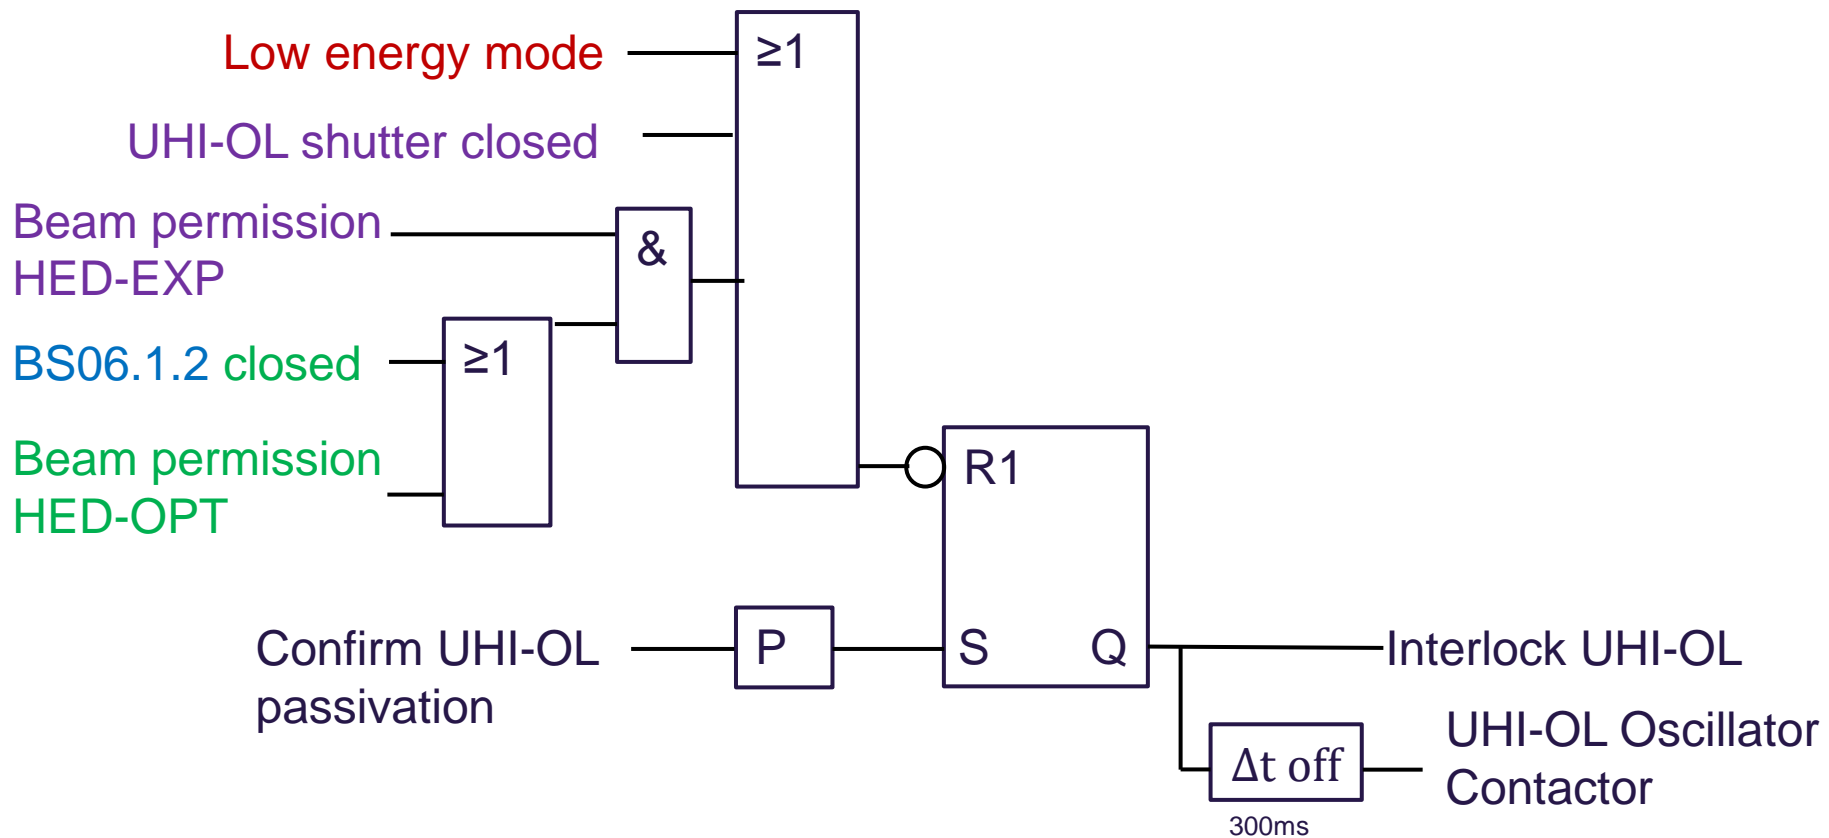 Low energy mode
≥1
UHI-OL shutter closed
Beam permission
HED-EXP
&
BS06.1.2 closed
≥1
Beam permission
HED-OPT
R1
Confirm UHI-OL
passivation
P
S
Q
Interlock UHI-OL
UHI-OL Oscillator
Contactor
Δt off
300ms